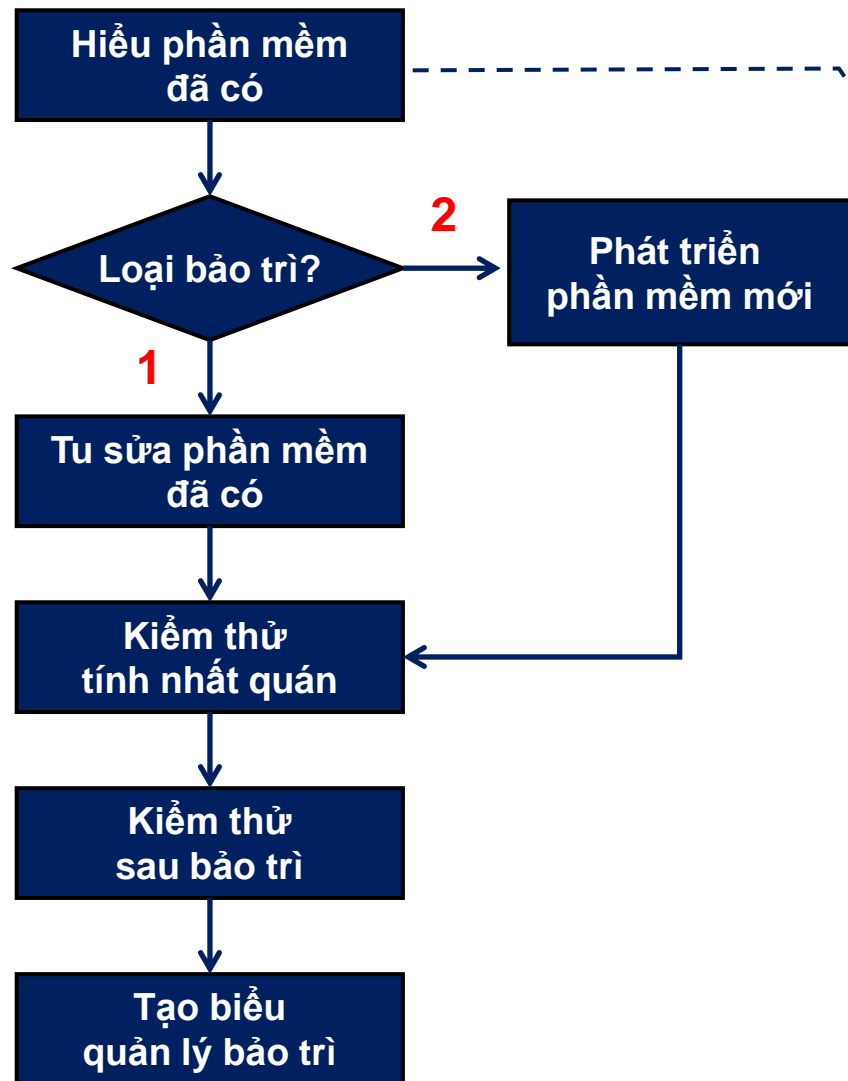 Hiểu phần mềm
đã có
Loại bảo trì?
2
Phát triển
phần mềm mới
1
Tu sửa phần mềm
đã có
Kiểm thử
tính nhất quán
Kiểm thử
sau bảo trì
Tạo biểu
quản lý bảo trì